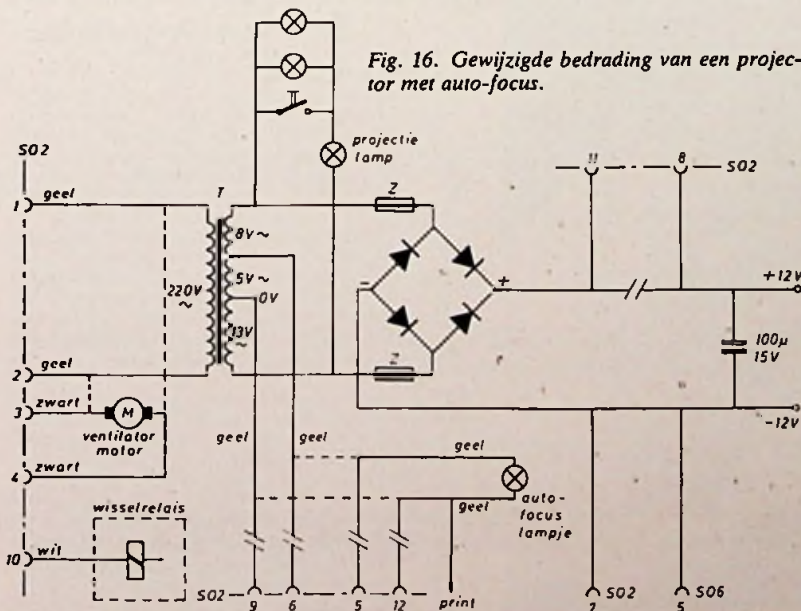 Fig. 16. Gewijzigde bedrading van een projec-
tor met auto-focus.
projectie
lamp
SO2
11
8
SO2
1
geel
T
Z
8V ~
220V
~
5V ~
0V
13V
~
-
+
+12V
100µ
15V
2
geel
Z
3
zwart
M
ventilator
motor
-12V
geel
geel
geel
4
zwart
geel
auto-
focus
lampje
wisselrelais
10
wit
SO2
9
6
5
12
print
7
SO2
5
SO6